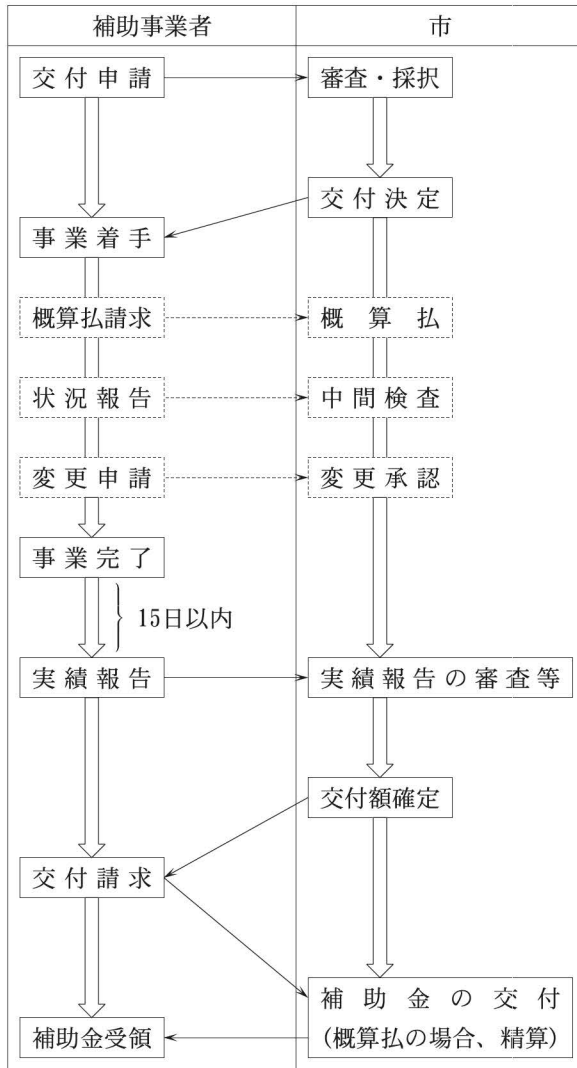 補助事業者
市
交付申請
審査・採択
交付決定
事業着手
概算払請求
概算払
状況報告
中間検査
変更申請
変更承認
事業完了
15日以内
実績報告
実績報告の審査等
交付額確定
交付請求
補助金の交付
(概算払の場合、精算)
補助金受領